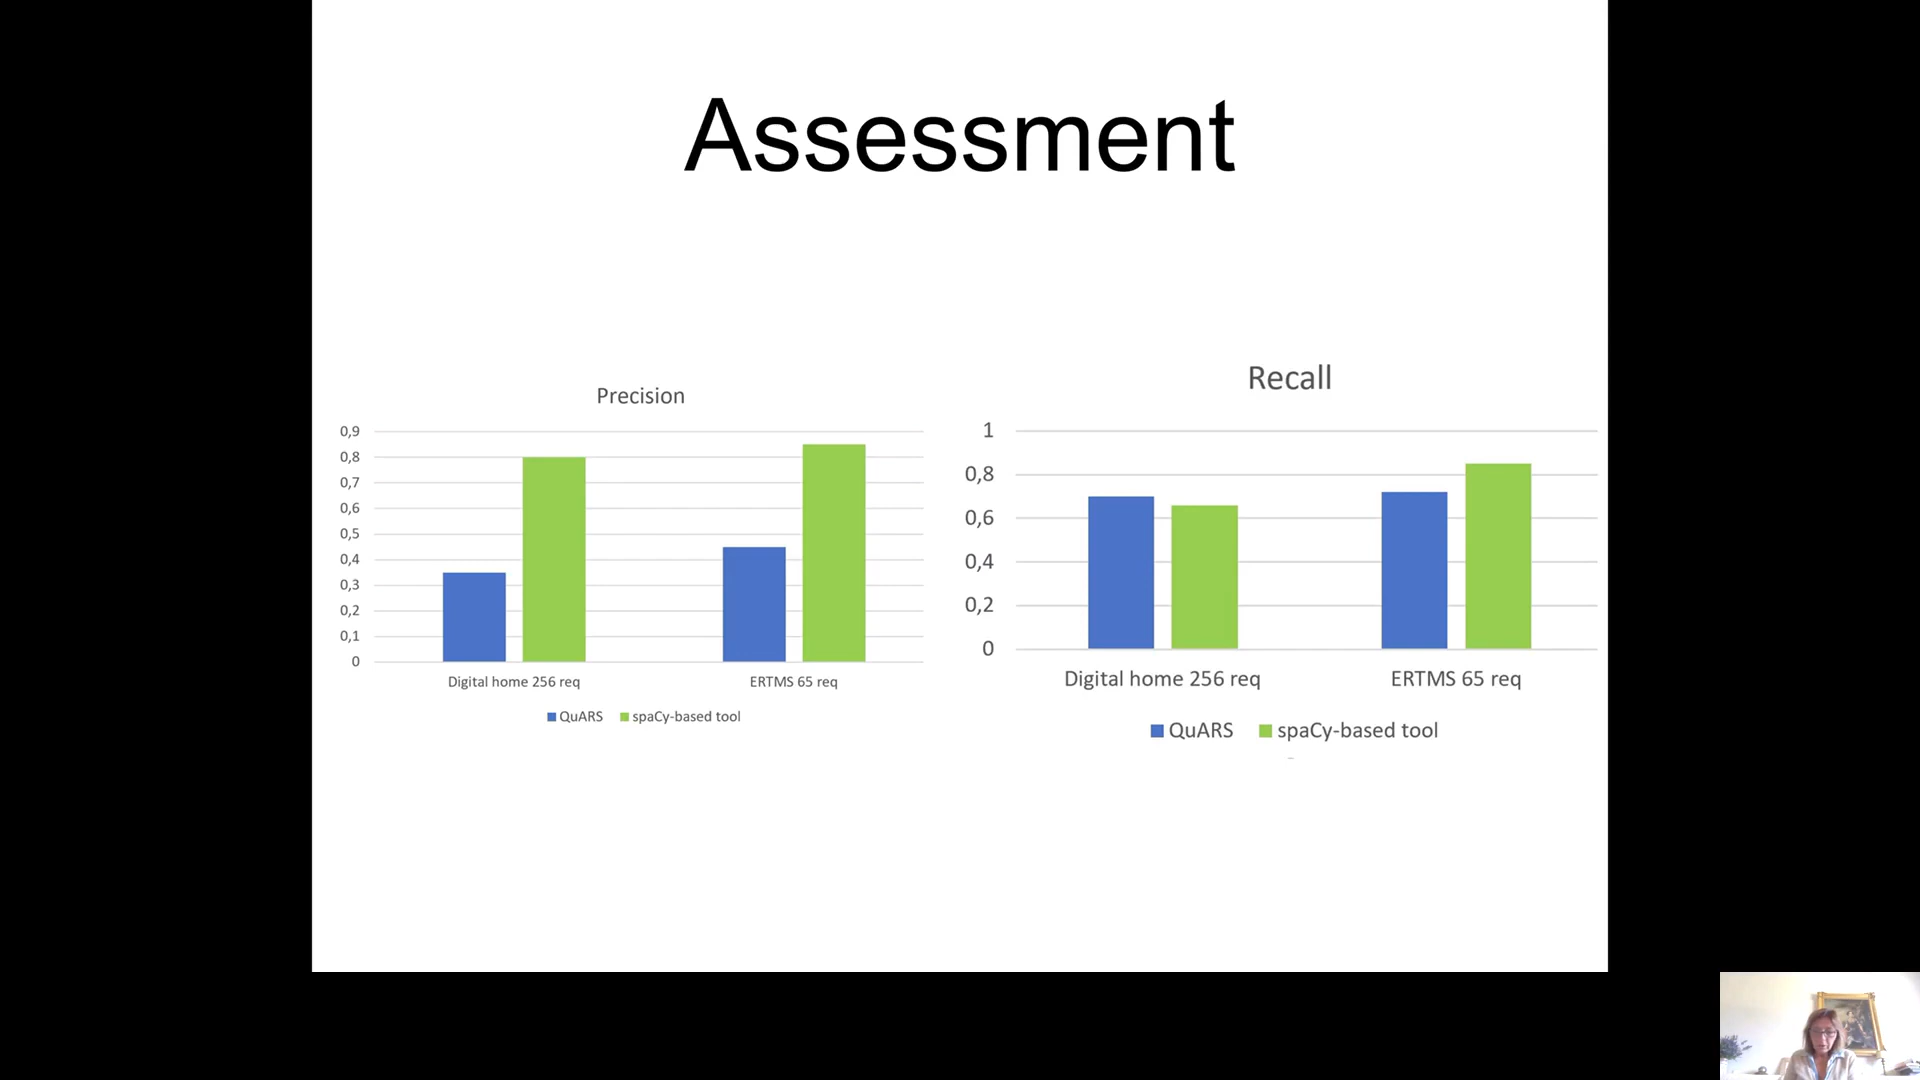 Assessment
Precision
0,9
0,8
0,7
0,6
0,5
0,4
0,3
0,2
0,1
0
Digital home 256 req ERTMS 65 req
QuARS spaCy-based tool
Recall
1
0,8
0,6
0,4
0,2
0
Digital home 256 req ERTMS 65 req
QuARS spaCy-based tool